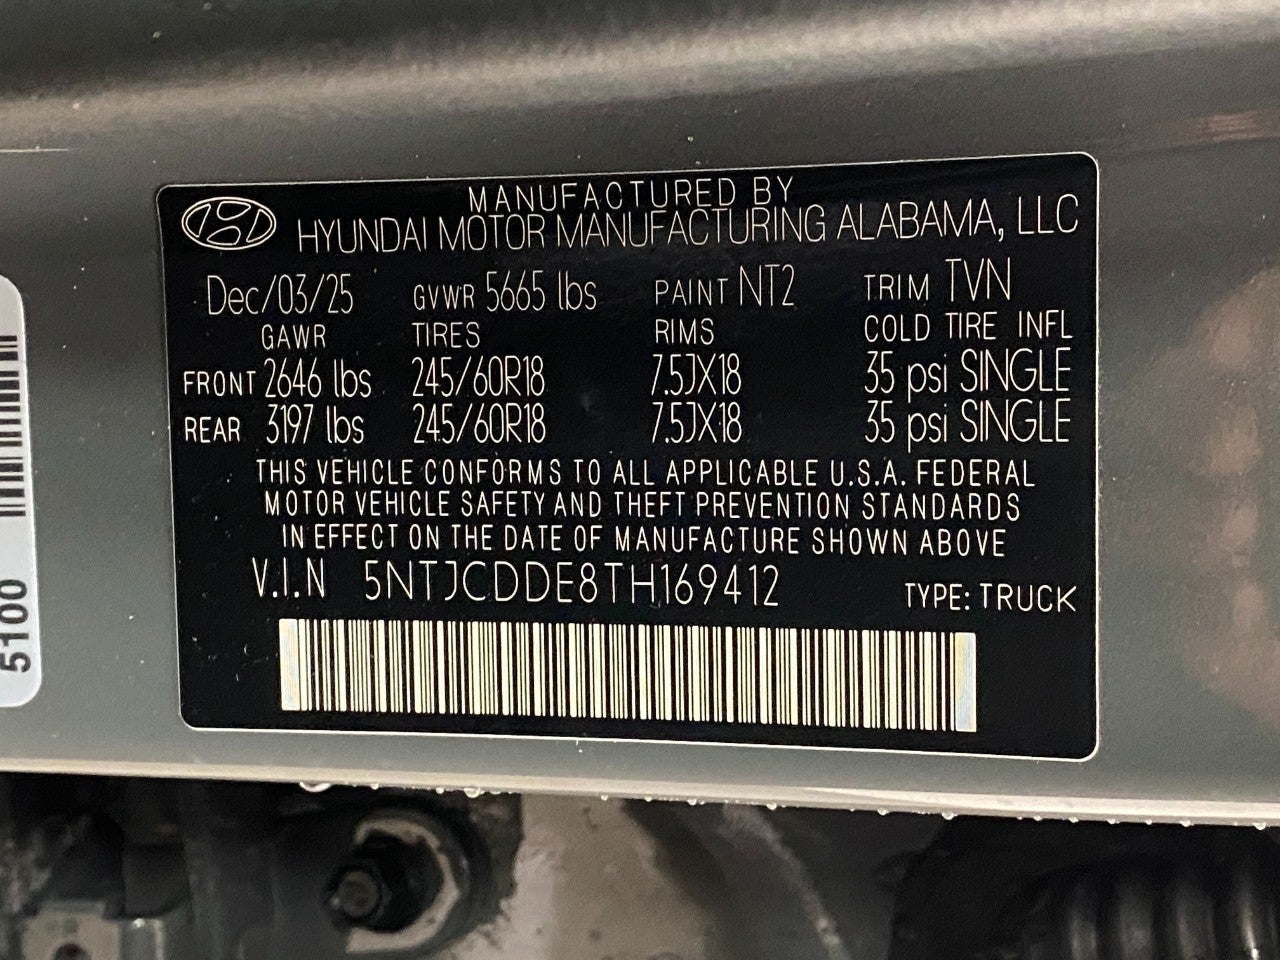 MANUFACTURED BY
HYUNDAI MOTOR MANUFACTURING ALABAMA, LLC
Dec/03/25 GVWR 5665 lbs PAINT NT2 TRIM TVN
GAWR TIRES RIMS COLD TIRE INFL
FRONT 2646 lbs 245/60R18 7.5JX18 35 psi SINGLE
REAR 3197 lbs 245/60R18 7.5JX18 35 psi SINGLE
THIS VEHICLE CONFORMS TO ALL APPLICABLE U.S.A. FEDERAL
MOTOR VEHICLE SAFETY AND THEFT PREVENTION STANDARDS
IN EFFECT ON THE DATE OF MANUFACTURE SHOWN ABOVE
V.I.N 5NTJCDDE8TH169412 TYPE: TRUCK
5100